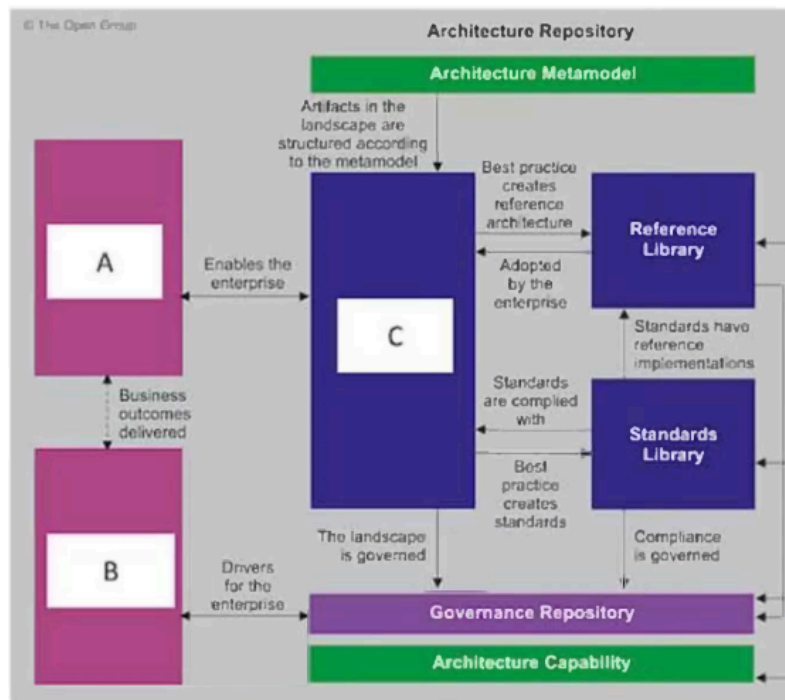 © The Open Group
Architecture Repository
Architecture Metamodel
Artifacts in the
landscape are
structured according
to the metamodel
A
Enables the
enterprise
C
Best practice
creates
reference
architecture
Adopted
by the
enterprise
Reference
Library
Standards have
reference
implementations
Business
outcomes
delivered
Standards
are complied
with
Standards
Library
Best
practice
creates
standards
B
Drivers
for the
enterprise
The landscape
is governed
Compliance
is governed
Governance Repository
Architecture Capability